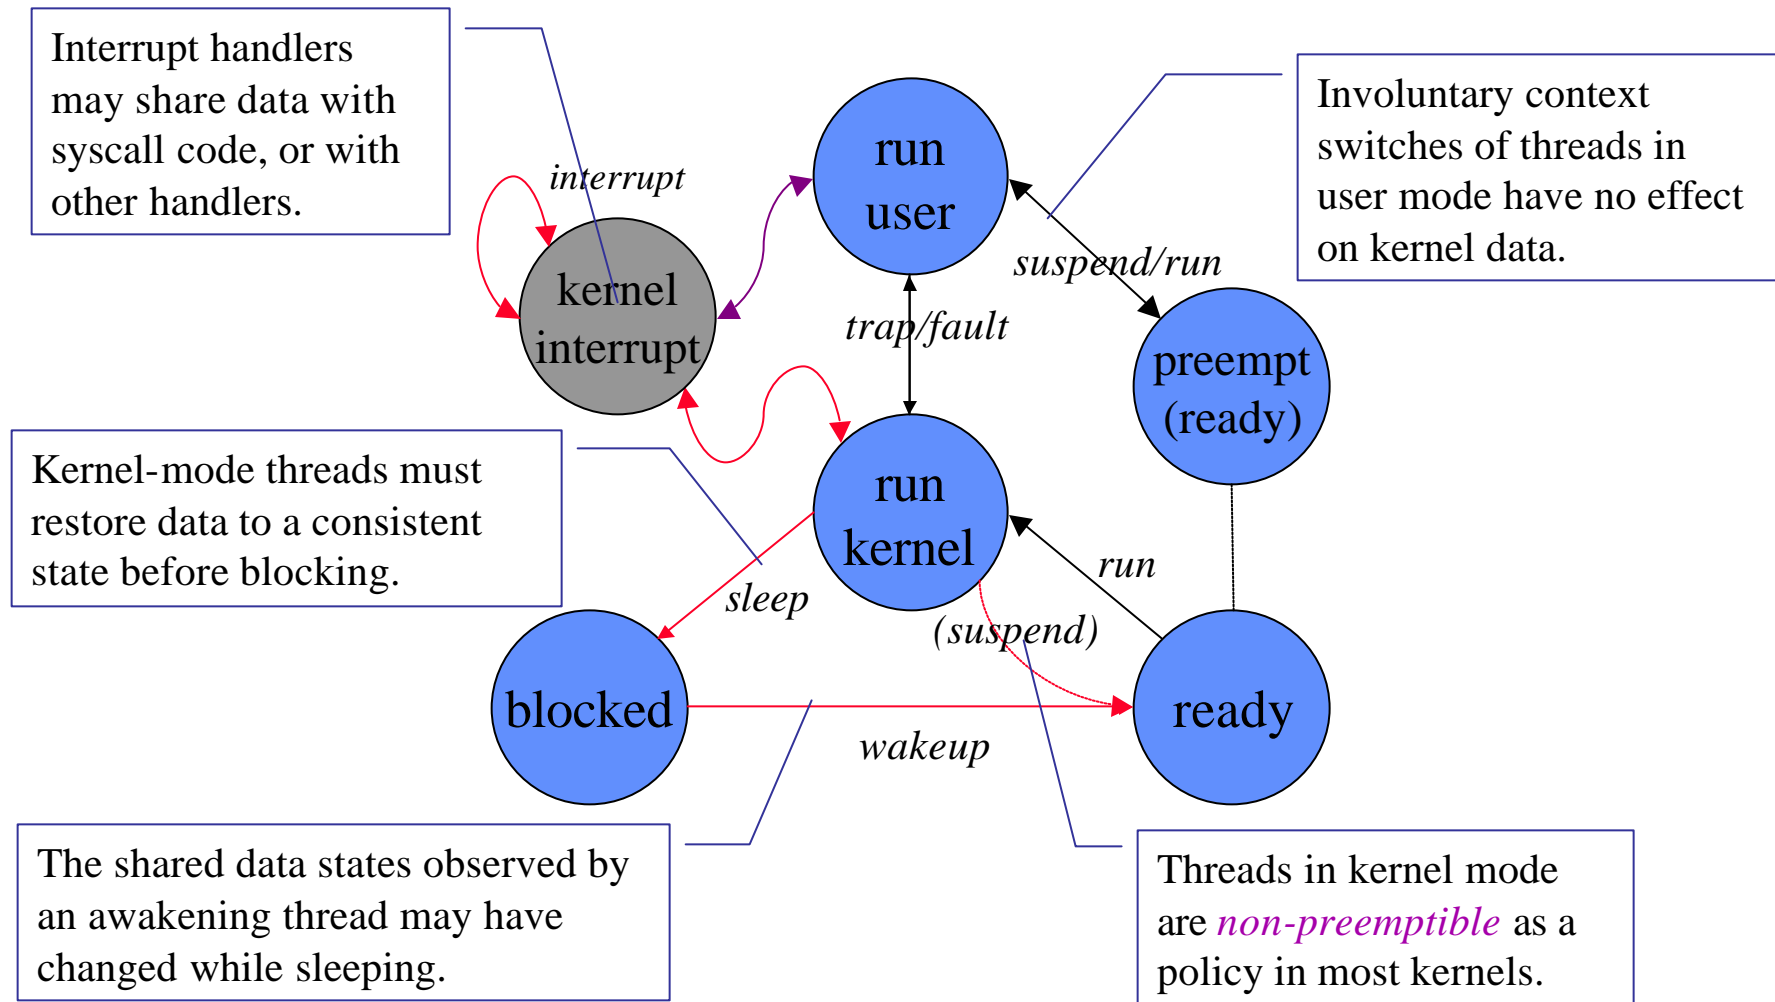 Interrupt handlers
may share data with
syscall code, or with
other handlers.
Involuntary context
switches of threads in
user mode have no effect
on kernel data.
interrupt
run
user
suspend/run
kernel
interrupt
trap/fault
preempt
(ready)
Kernel-mode threads must
restore data to a consistent
state before blocking.
run
kernel
run
sleep
(suspend)
blocked
ready
wakeup
The shared data states observed by
an awakening thread may have
changed while sleeping.
Threads in kernel mode
are non-preemptible as a
policy in most kernels.